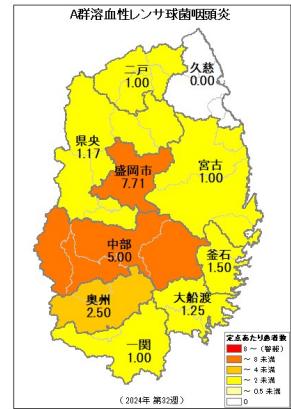 A群溶血性レンサ球菌咽頭炎
二戸
1.00
久慈
0.00
県央
1.17
盛岡市
7.71
宮古
1.00
中部
5.00
釜石
1.50
奥州
2.50
大船渡
1.25
一関
1.00
定点あたり患者数
8～（警報）
～ 8 未満
～ 4 未満
～ 2 未満
～ 0.5 未満
0
（2024年 第32週）